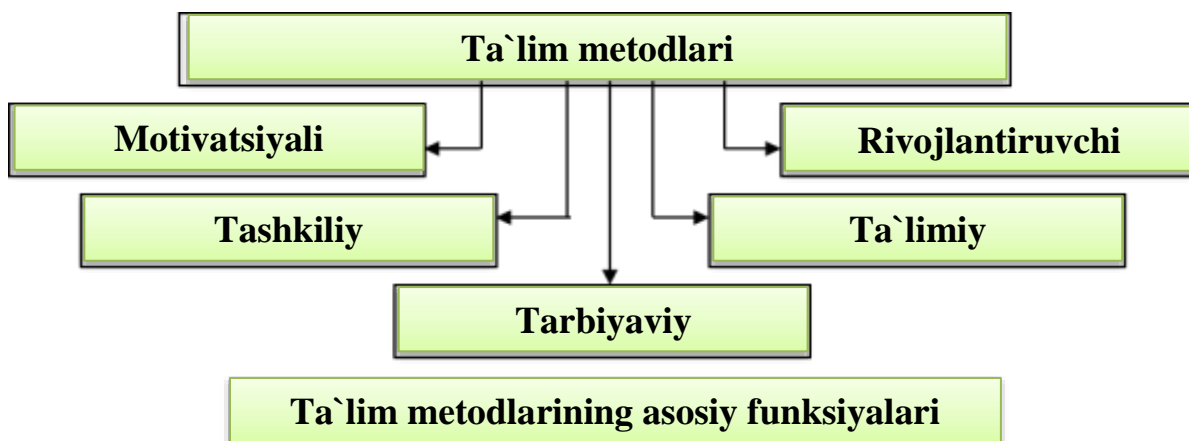 Ta`lim metodlari
Motivatsiyali
Rivojlantiruvchi
Tashkiliy
Ta`limiy
Tarbiyaviy
Ta`lim metodlarining asosiy funksiyalari